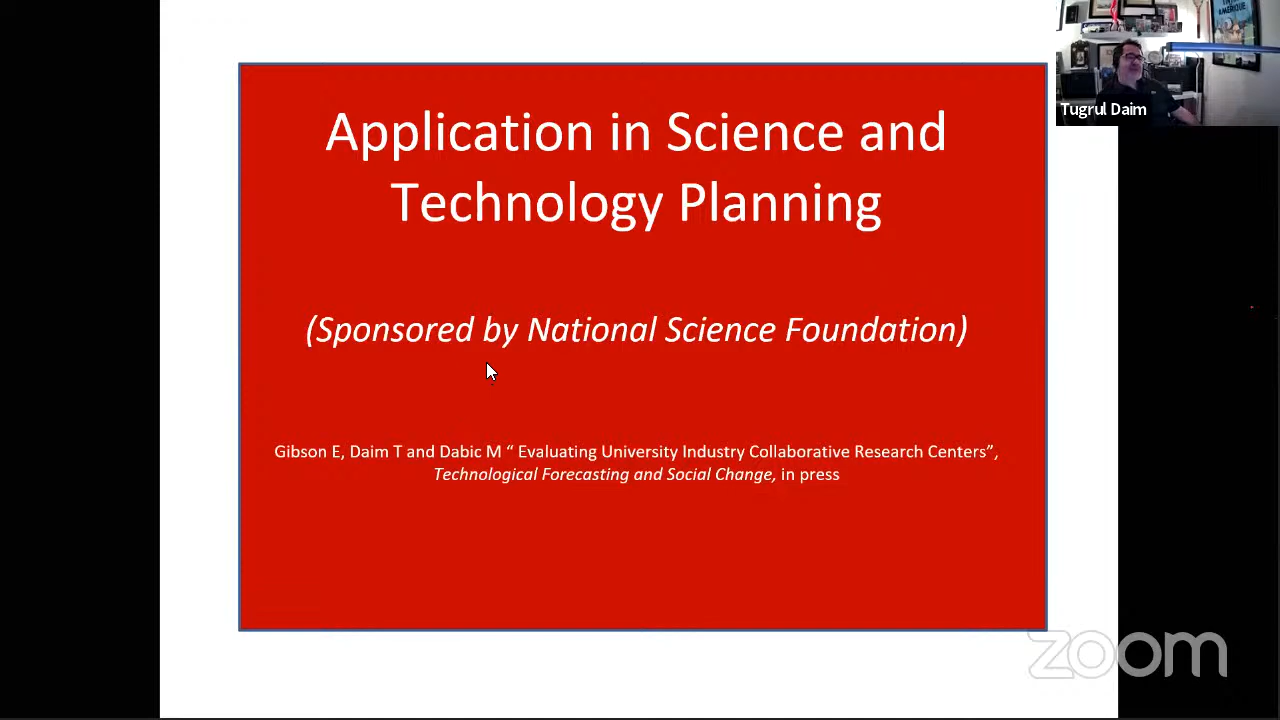 Application in Science and
Technology Planning
(Sponsored by National Science Foundation)
Gibson E, Daim T and Dabic M “ Evaluating University Industry Collaborative Research Centers”,
Technological Forecasting and Social Change, in press
Tugrul Daim
zoom